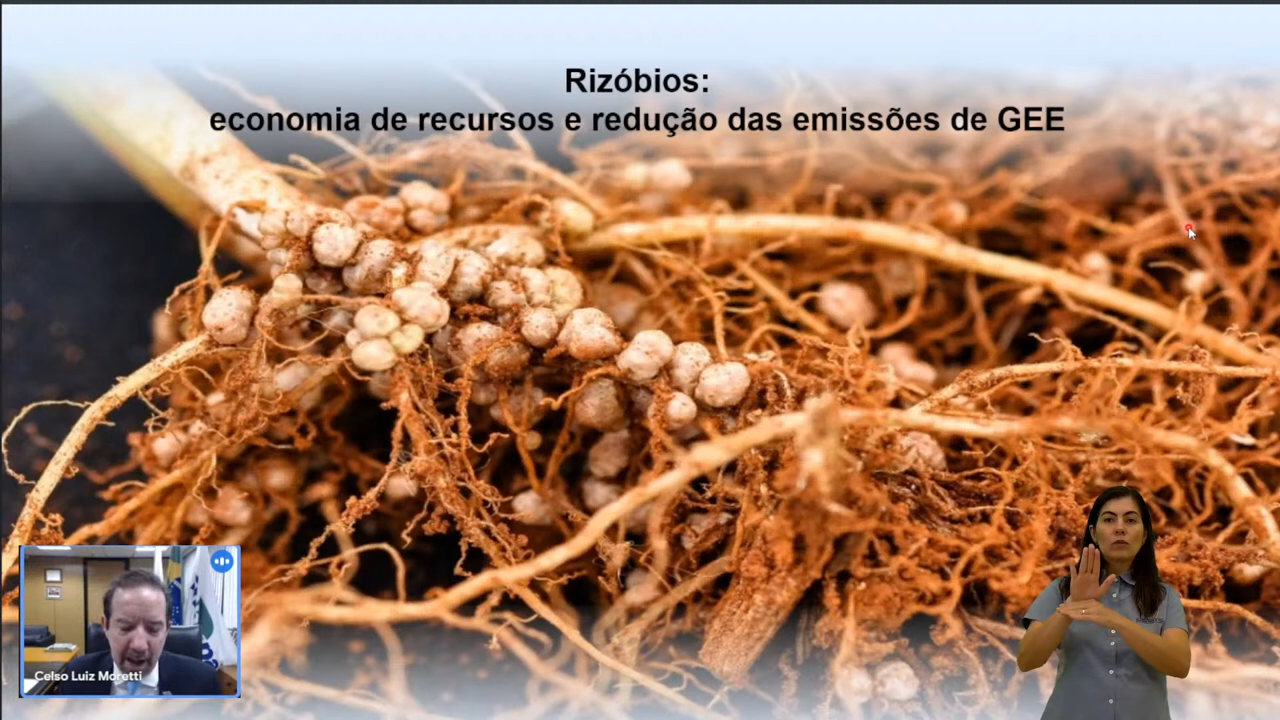 Rizóbios:
economia de recursos e redução das emissões de GEE
Celso Luiz Moretti